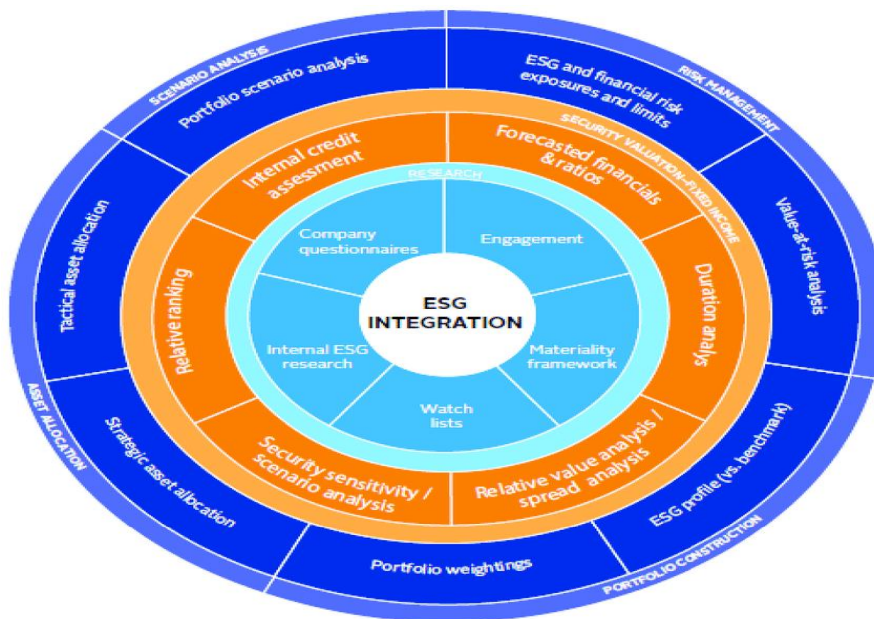 SCENARIO ANALYSIS
Portfolio scenario analysis
ESG and financial risk
exposures and limits
RISK MANAGEMENT
Internal credit
assessment
Forecasted financials
& ratios
SECURITY VALUATION–FIXED INCOME
RESEARCH
Company
questionnaires
Engagement
Tactical asset allocation
Relative ranking
ESG
INTEGRATION
Duration analys
Value-at-risk analysis
Internal ESG
research
Materiality
framework
Watch
lists
ASSET ALLOCATION
Strategic asset allocation
Security sensitivity /
scenario analysis
Relative value analysis /
spread analysis
ESG profile (vs. benchmark)
Portfolio weightings
PORTFOLIO CONSTRUCTION